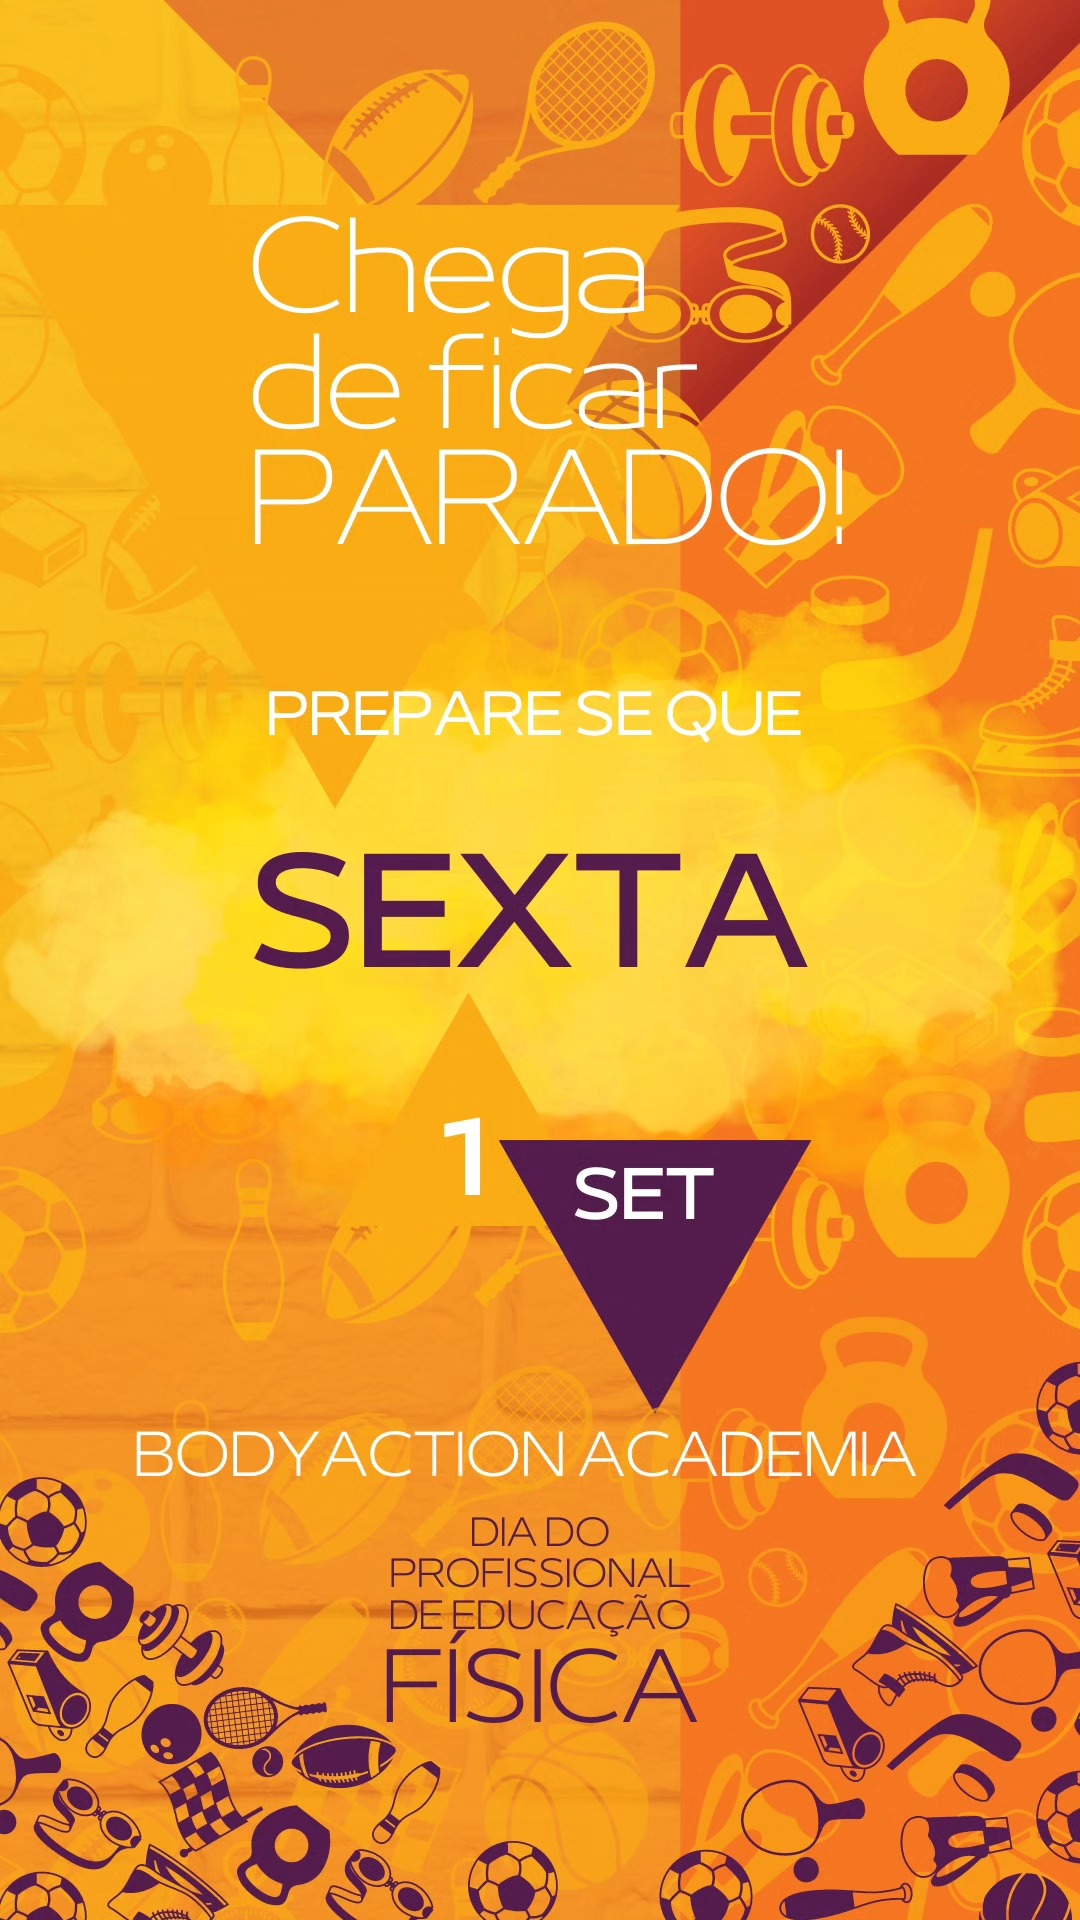 Chega
de ficar
PARADO!
PREPARE SE QUE
SEXTA
1 SET
BODYACTION ACADEMIA
DIA DO
PROFISSIONAL
DE EDUCAÇÃO
FÍSICA